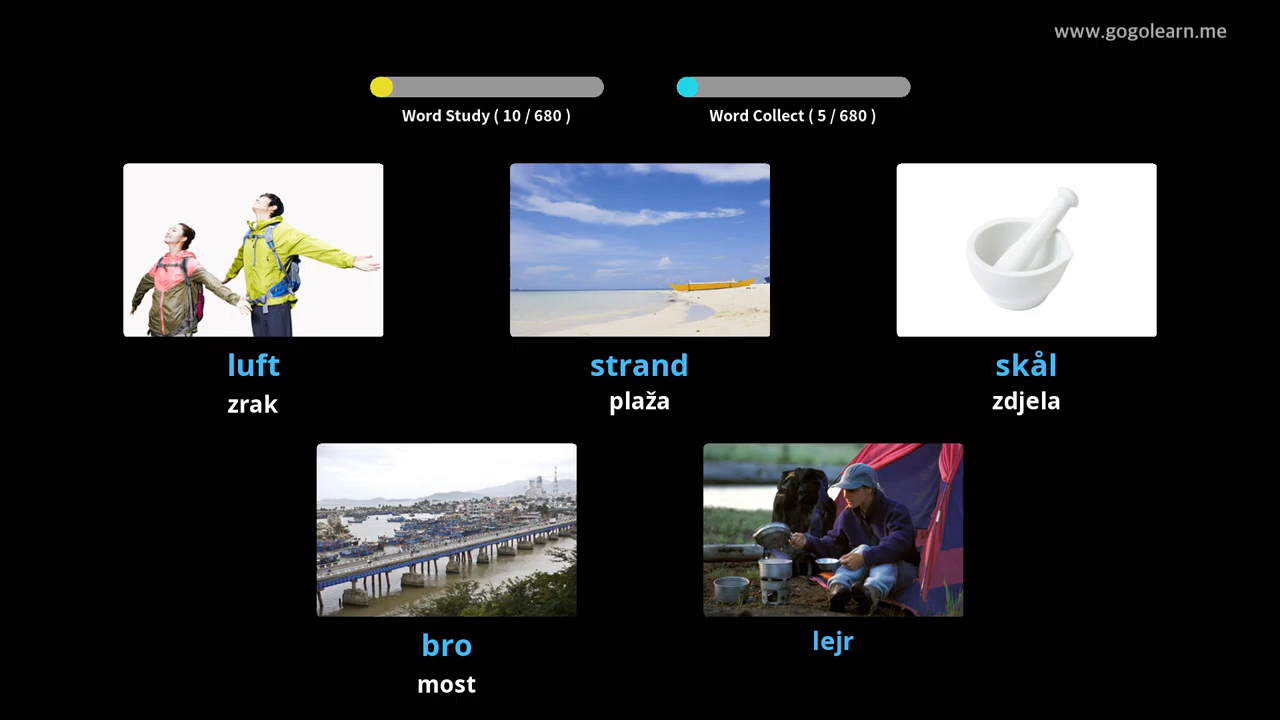 www.gogolearn.me
Word Study ( 10 / 680 )
Word Collect ( 5 / 680 )
luft
zrak
strand
plaža
skål
zdjela
bro
most
lejr